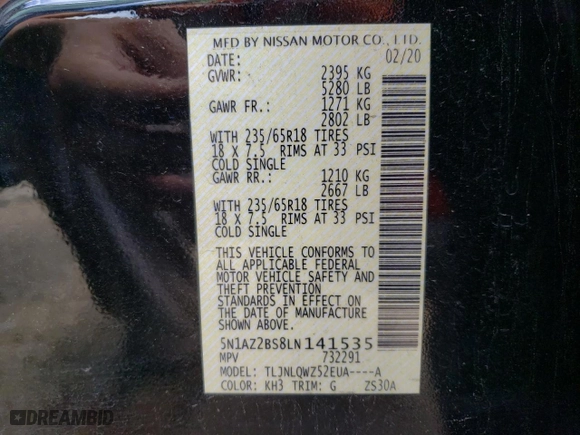 MFD BY NISSAN MOTOR CO., LTD.
DATE: 02/20
GVWR: 2395 KG
5280 LB
GAWR FR.: 1271 KG
2802 LB
WITH 235/65R18 TIRES
18 X 7.5 RIMS AT 33 PSI
COLD SINGLE
GAWR RR.: 1210 KG
2667 LB
WITH 235/65R18 TIRES
18 X 7.5 RIMS AT 33 PSI
COLD SINGLE
THIS VEHICLE CONFORMS TO
ALL APPLICABLE FEDERAL
MOTOR VEHICLE SAFETY AND
THEFT PREVENTION
STANDARDS IN EFFECT ON
THE DATE OF MANUFACTURE
SHOWN ABOVE.
5N1AZ2BS8LN141535
MPV 732291
MODEL: TLJNLQWZ52EUA----A
COLOR: KH3 TRIM: G ZS30A
DREAMBID